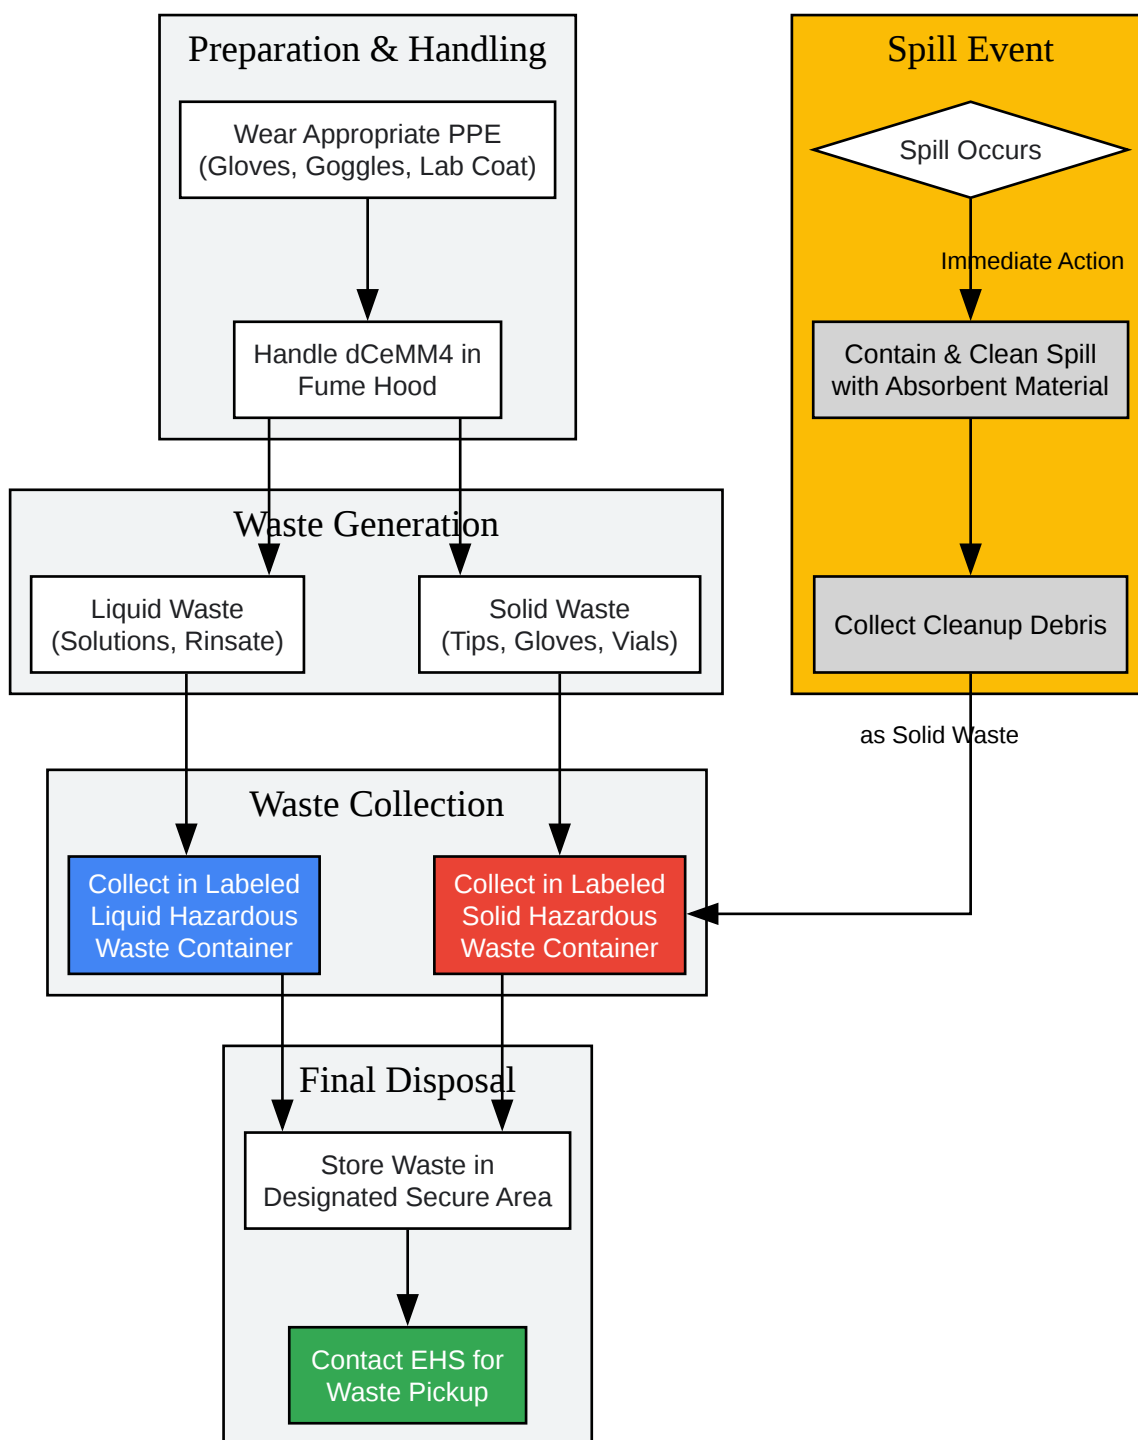 Preparation & Handling
Wear Appropriate PPE
(Gloves, Goggles, Lab Coat)
Handle dCeMM4 in
Fume Hood
Spill Event
Spill Occurs
Immediate Action
Contain & Clean Spill
with Absorbent Material
Collect Cleanup Debris
as Solid Waste
Waste Generation
Liquid Waste
(Solutions, Rinsate)
Solid Waste
(Tips, Gloves, Vials)
Waste Collection
Collect in Labeled
Liquid Hazardous
Waste Container
Collect in Labeled
Solid Hazardous
Waste Container
Final Disposal
Store Waste in
Designated Secure Area
Contact EHS for
Waste Pickup